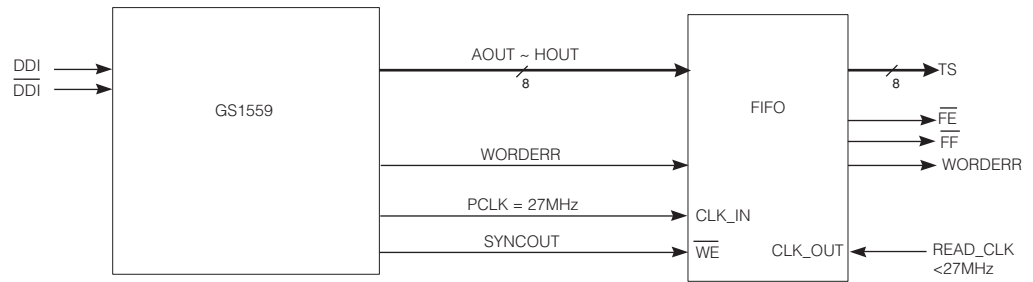 DDI
DDI
GS1559
AOUT ~ HOUT
8
WORDERR
PCLK = 27MHz
SYNCOUT
FIFO
CLK_IN
WE
CLK_OUT
8
TS
FE
FF
WORDERR
READ_CLK
<27MHz